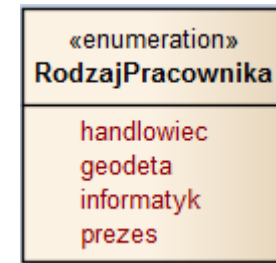 «enumeration»
RodzajPracownika
handlowiec
geodeta
informatyk
prezes